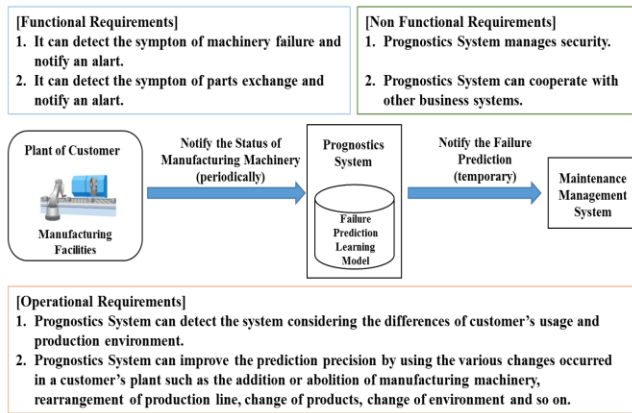 [Functional Requirements]
1. It can detect the sympton of machinery failure and
notify an alart.
2. It can detect the sympton of parts exchange and
notify an alart.
[Non Functional Requirements]
1. Prognostics System manages security.
2. Prognostics System can cooperate with
other business systems.
Plant of Customer
Manufacturing
Facilities
Notify the Status of
Manufacturing Machinery
(periodically)
Prognostics
System
Failure
Prediction
Learning
Model
Notify the Failure
Prediction
(temporary)
Maintenance
Management
System
[Operational Requirements]
1. Prognostics System can detect the system considering the differences of customer's usage and
production environment.
2. Prognostics System can improve the prediction precision by using the various changes occurred
in a customer's plant such as the addition or abolition of manufacturing machinery,
rearrangement of production line, change of products, change of environment and so on.